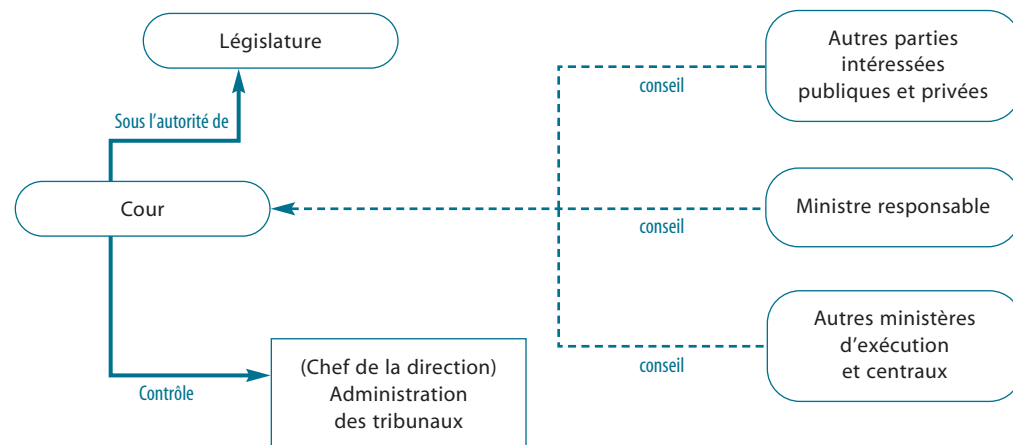 Législature
Autres parties
intéressées
publiques et privées
conseil
Sous l'autorité de
Cour
Ministre responsable
conseil
Autres ministères
d'exécution
et centraux
conseil
(Chef de la direction)
Administration
des tribunaux
Contrôle